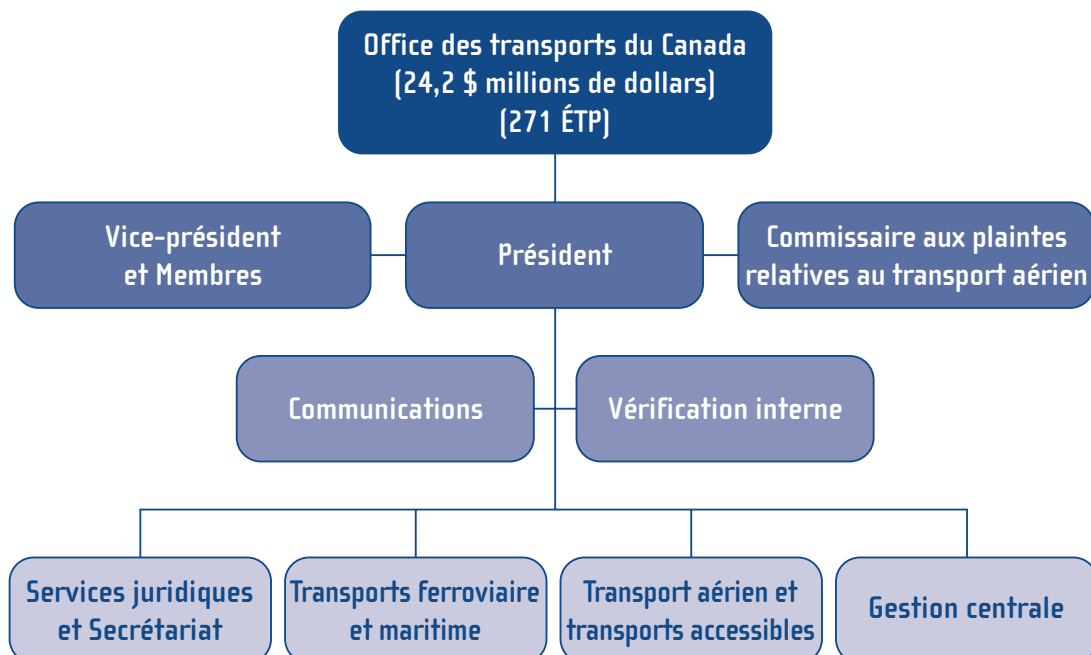 Office des transports du Canada
(24,2 $ millions de dollars)
(271 ÉTP)
Vice-président
et Membres
Président
Commissaire aux plaintes
relatives au transport aérien
Communications
Vérification interne
Services juridiques
et Secrétariat
Transports ferroviaire
et maritime
Transport aérien et
transports accessibles
Gestion centrale